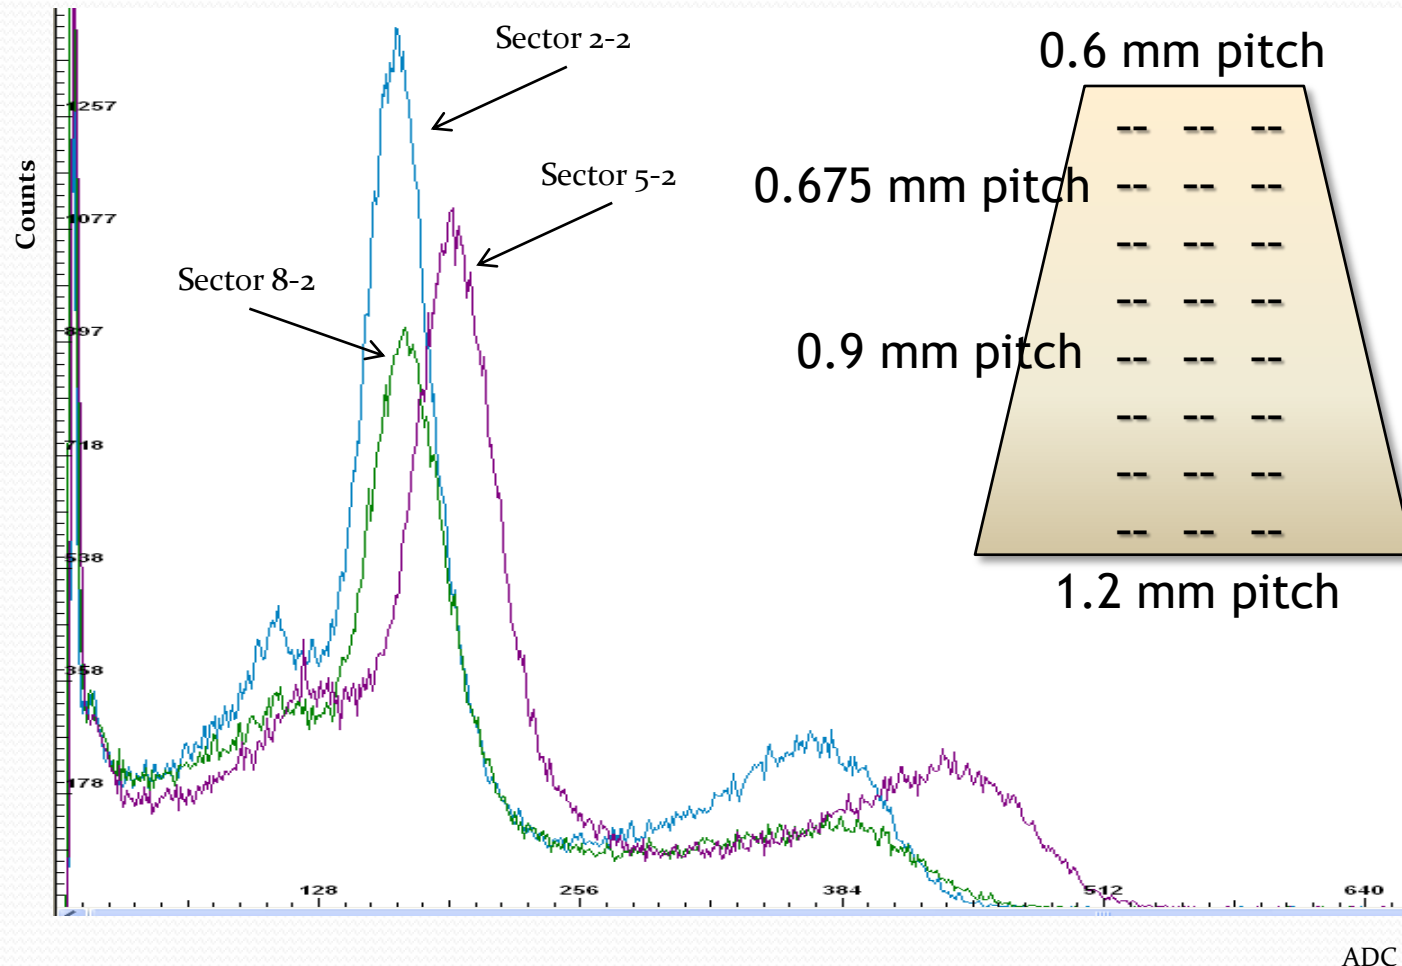 Sector 2-2
0.6 mm pitch
1257
Counts
Sector 5-2
0.675 mm pitch
1077
Sector 8-2
897
0.9 mm pitch
718
538
1.2 mm pitch
358
178
128 256 384 512 640
ADC
-- -- --
-- -- --
-- -- --
-- -- --
-- -- --
-- -- --
-- -- --
-- -- --